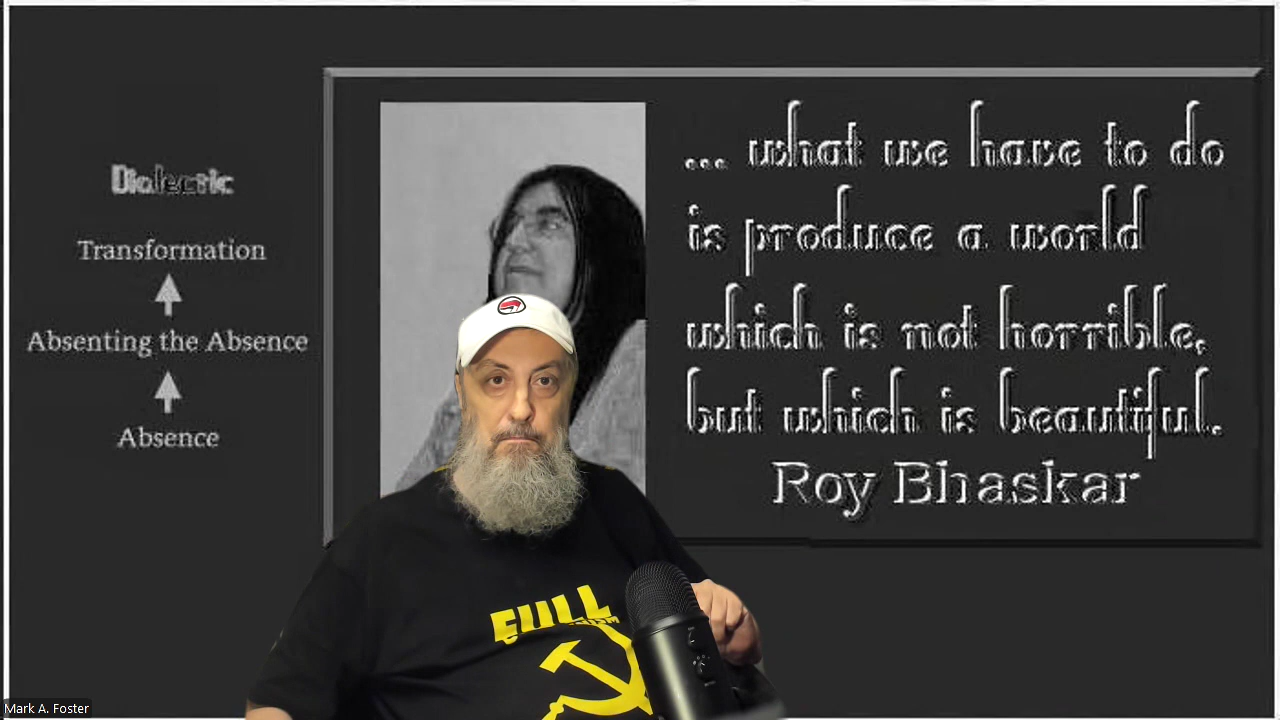 Dialectic
Transformation
Absenting the Absence
Absence
... what we have to do
is produce a world
which is not horrible,
but which is beautiful.
Roy Bhaskar
FULL
Mark A. Foster